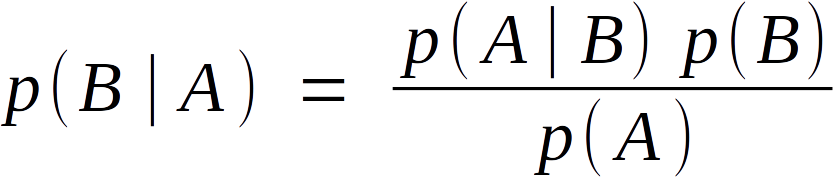 p(B | A) = p(A | B) p(B) / p(A)